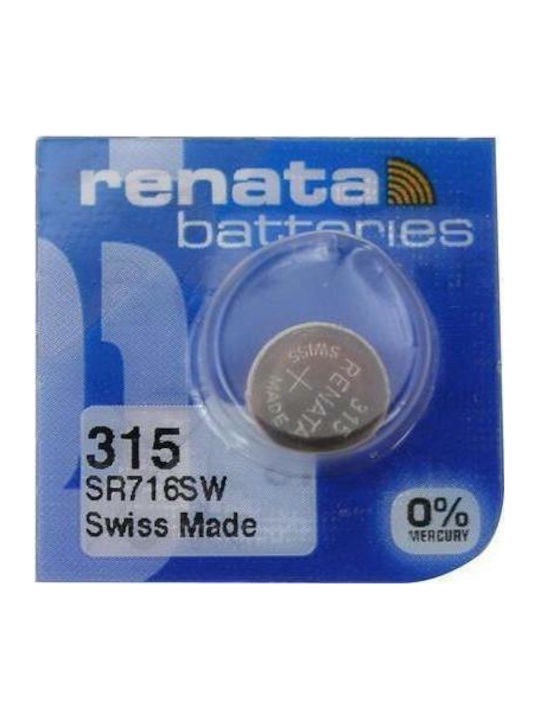 renata
batteries
SWISS
RENATA
MADE
315
315
SR716SW
Swiss Made
0%
MERCURY